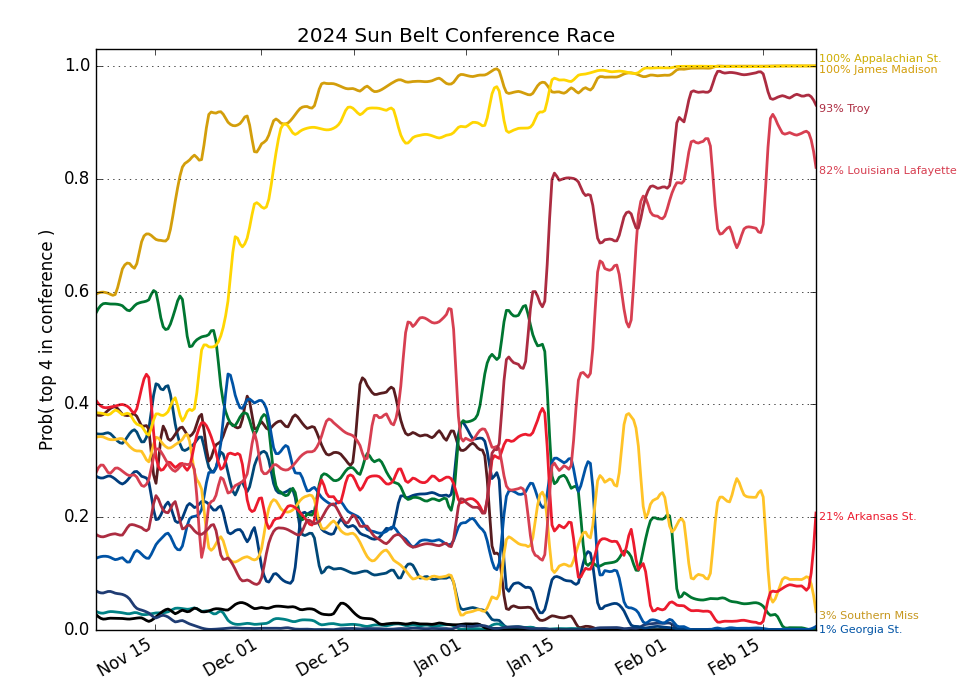 2024 Sun Belt Conference Race
Prob( top 4 in conference )
1.0
0.8
0.6
0.4
0.2
0.0
Nov 15
Dec 01
Dec 15
Jan 01
Jan 15
Feb 01
Feb 15
100% Appalachian St.
100% James Madison
93% Troy
82% Louisiana Lafayette
21% Arkansas St.
3% Southern Miss
1% Georgia St.